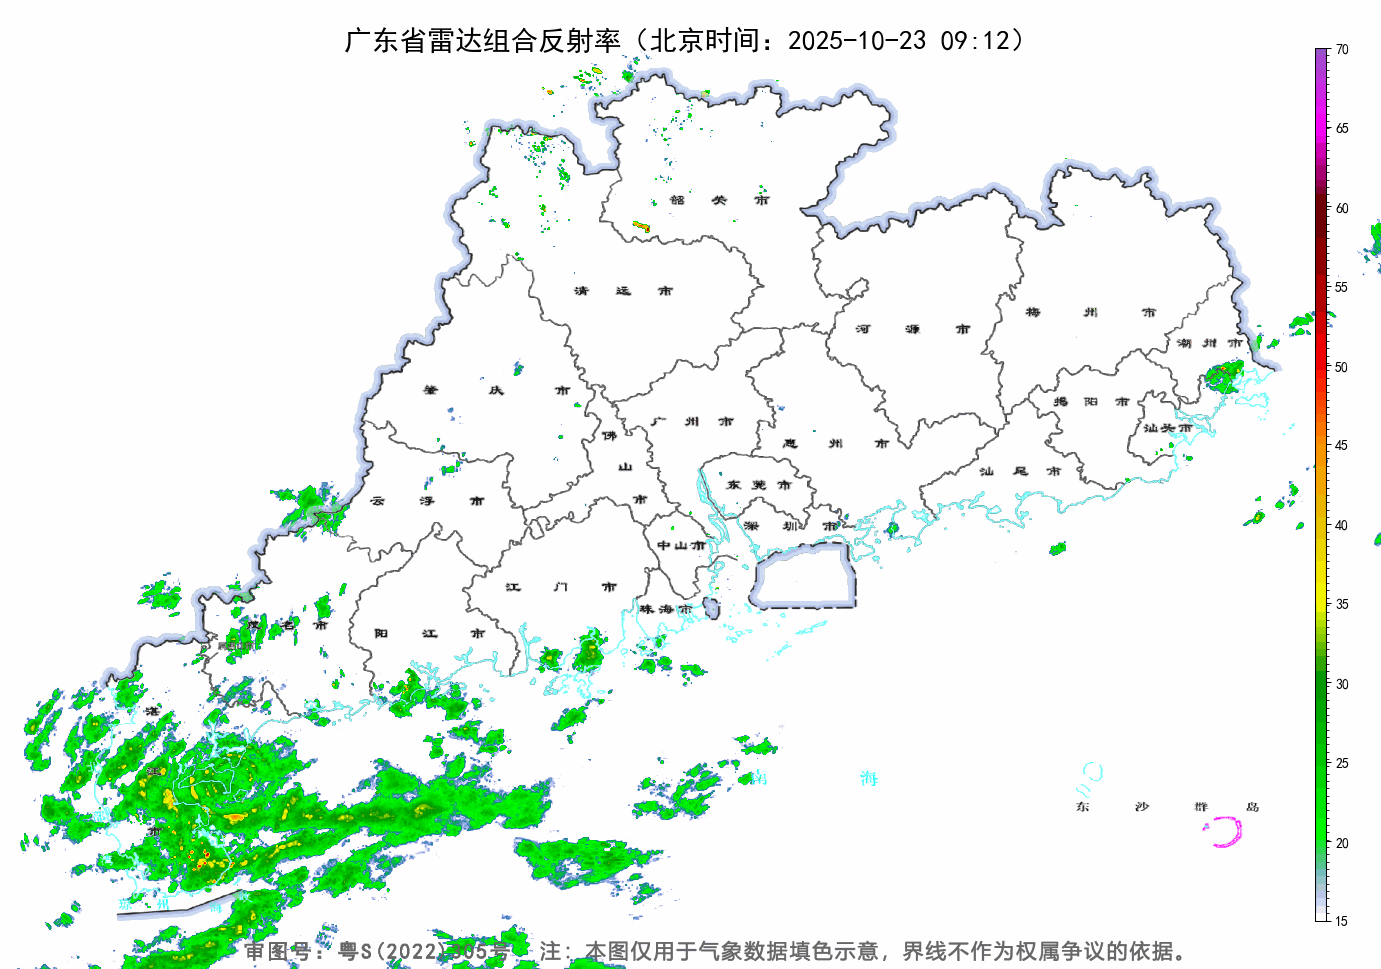 广东省雷达组合反射率（北京时间：2025-10-23 09:12）
70
65
60
55
50
45
40
35
30
25
20
15
韶关市
清远市
河源市
梅州市
潮州市
肇庆市
广州市
惠州市
揭阳市
汕头市
佛山市
东莞市
汕尾市
云浮市
深圳市
中山市
江门市
珠海市
茂名市
阳江市
湛
市
南海
东沙群岛
琼州海
审图号：粤S(2022)305号 注：本图仅用于气象数据填色示意，界线不作为权属争议的依据。